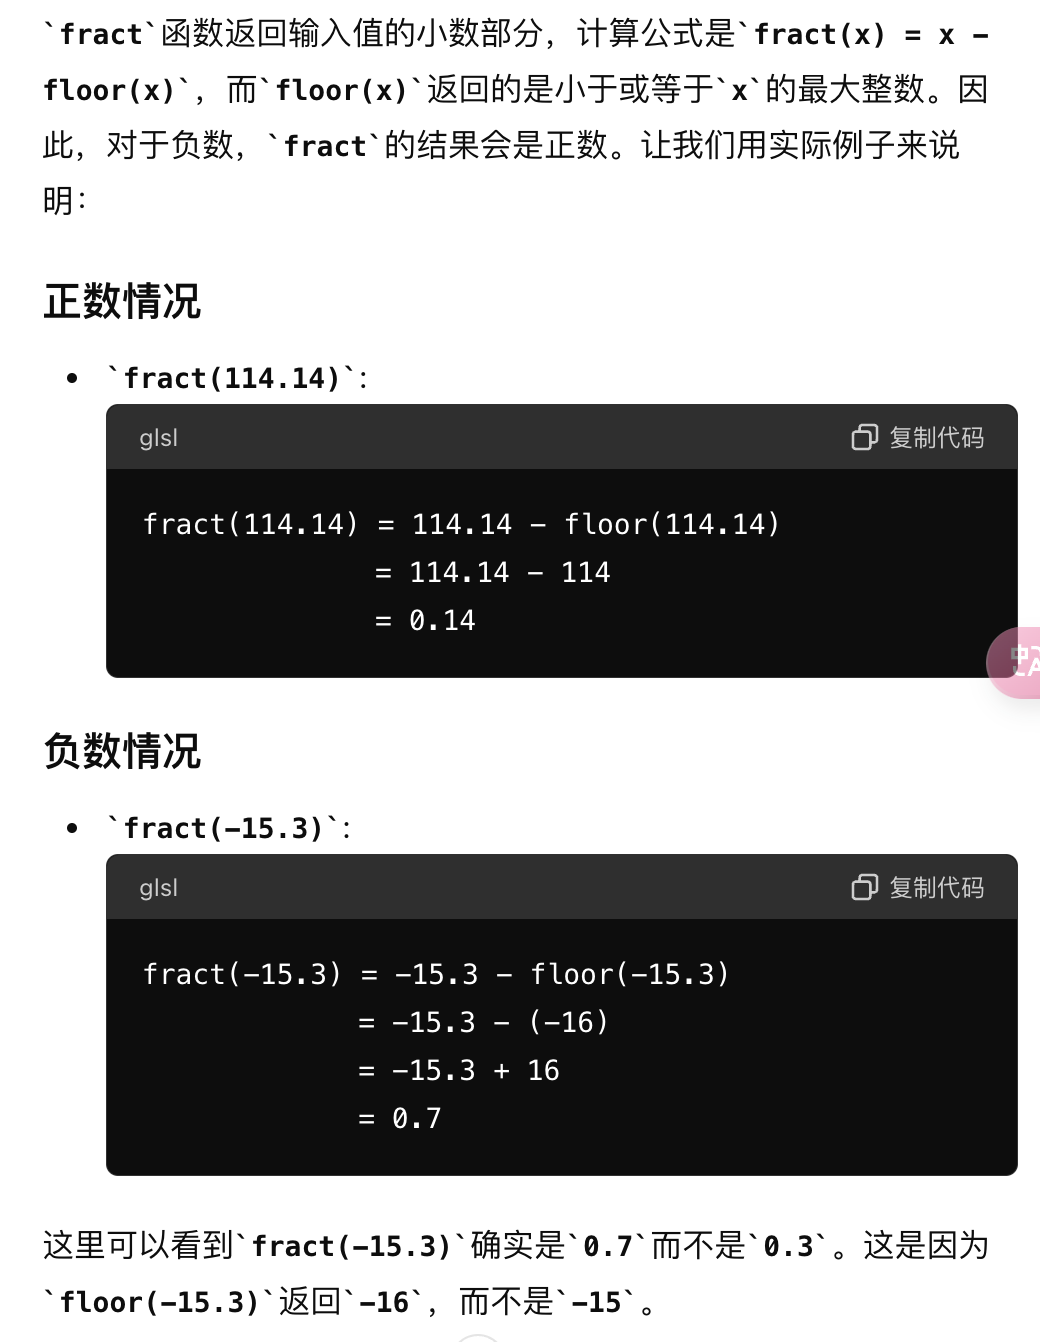 `fract`函数返回输入值的小数部分，计算公式是`fract(x) = x -
floor(x)`，而`floor(x)`返回的是小于或等于`x`的最大整数。因
此，对于负数，`fract`的结果会是正数。让我们用实际例子来说
明：
正数情况
• `fract(114.14)`:
glsl 复制代码
fract(114.14) = 114.14 - floor(114.14)
= 114.14 - 114
= 0.14
负数情况
• `fract(-15.3)`:
glsl 复制代码
fract(-15.3) = -15.3 - floor(-15.3)
= -15.3 - (-16)
= -15.3 + 16
= 0.7
这里可以看到`fract(-15.3)`确实是`0.7`而不是`0.3`。这是因为
`floor(-15.3)`返回`-16`，而不是`-15`。